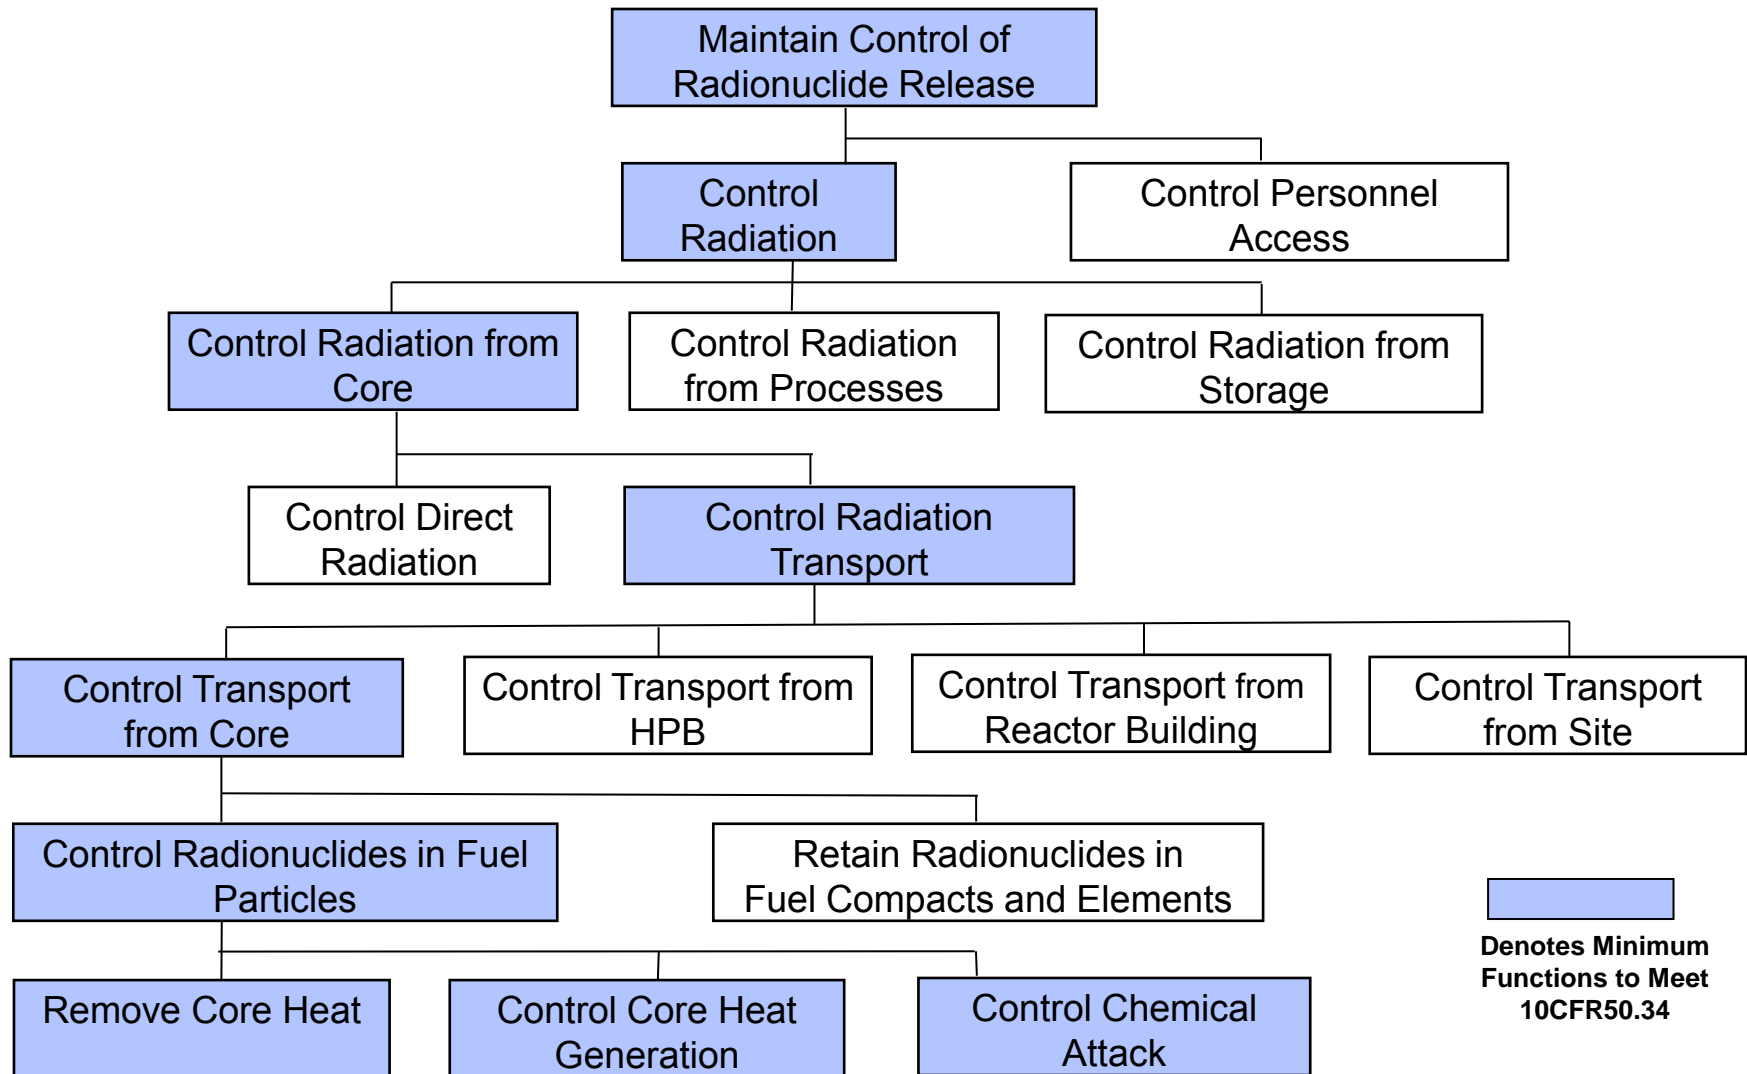 Maintain Control of
Radionuclide Release
Control
Radiation
Control Personnel
Access
Control Radiation from
Core
Control Radiation
from Processes
Control Radiation from
Storage
Control Direct
Radiation
Control Radiation
Transport
Control Transport
from Core
Control Transport from
HPB
Control Transport from
Reactor Building
Control Transport
from Site
Control Radionuclides in Fuel
Particles
Retain Radionuclides in
Fuel Compacts and Elements
Remove Core Heat
Control Core Heat
Generation
Control Chemical
Attack
Denotes Minimum
Functions to Meet
10CFR50.34